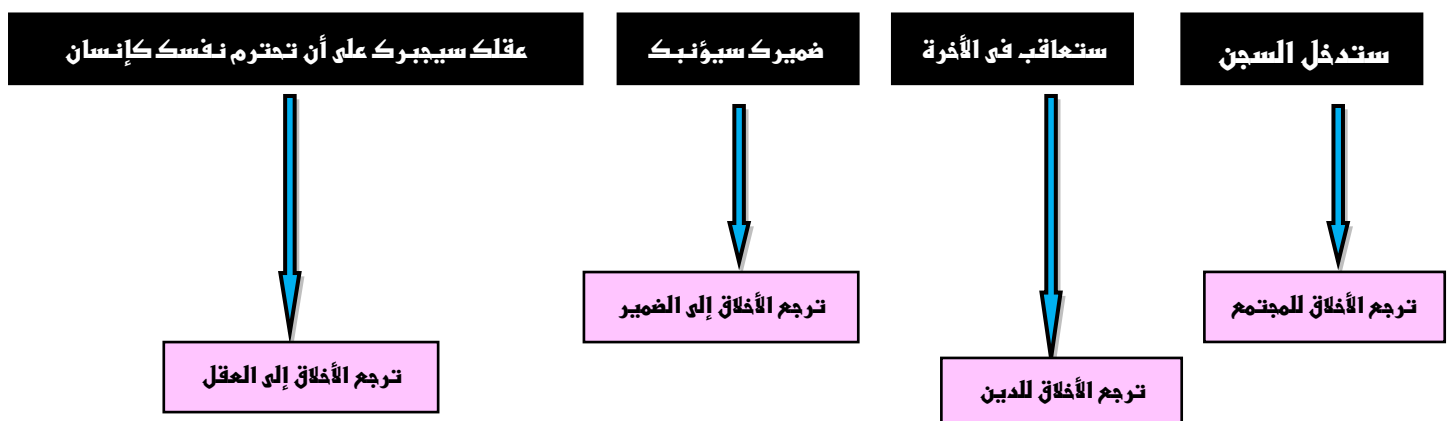 ستدخل السجن
ستعاقب فى الأخرة
ضميرك سيؤنبك
عقلك سيجبرك على أن تحترم نفسك كإنسان
ترجع الأخلاق للمجتمع
ترجع الأخلاق للدين
ترجع الأخلاق إلى الضمير
ترجع الأخلاق إلى العقل